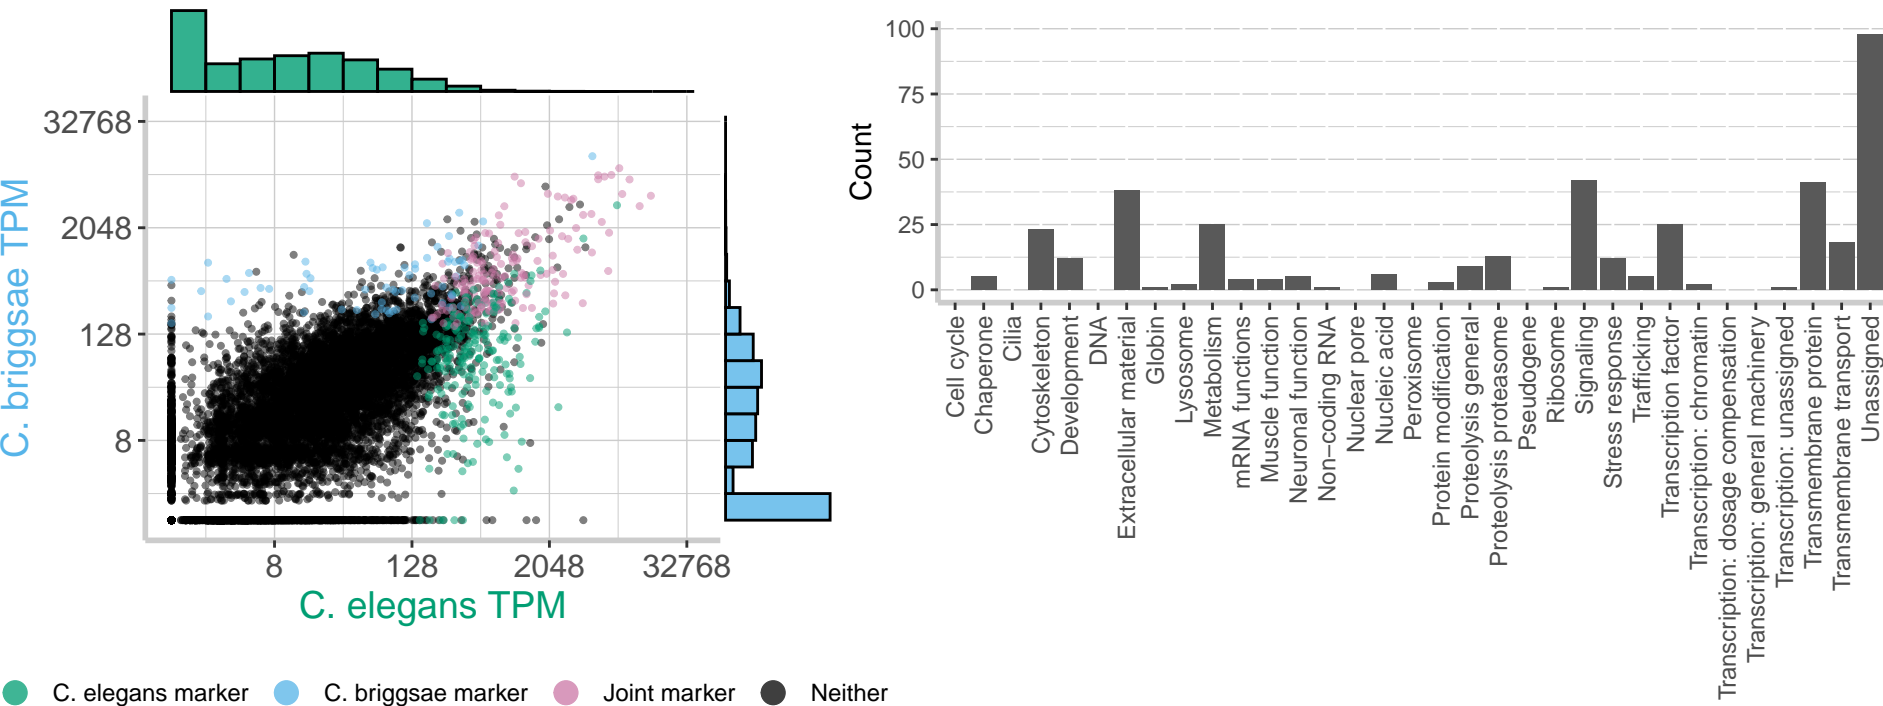 32768
2048
128
8
C. briggsae TPM
8
128
2048
32768
C. elegans TPM
C. elegans marker
C. briggsae marker
Joint marker
Neither
100
75
50
25
0
Count
Cell cycle
Chaperone
Cilia
Cytoskeleton
Development
DNA
Extracellular material
Globin
Lysosome
Metabolism
mRNA functions
Muscle function
Neuronal function
Non−coding RNA
Nuclear pore
Nucleic acid
Peroxisome
Protein modification
Proteolysis general
Proteolysis proteasome
Pseudogene
Ribosome
Signaling
Stress response
Trafficking
Transcription factor
Transcription: chromatin
Transcription: dosage compensation
Transcription: general machinery
Transcription: unassigned
Transmembrane protein
Transmembrane transport
Unassigned